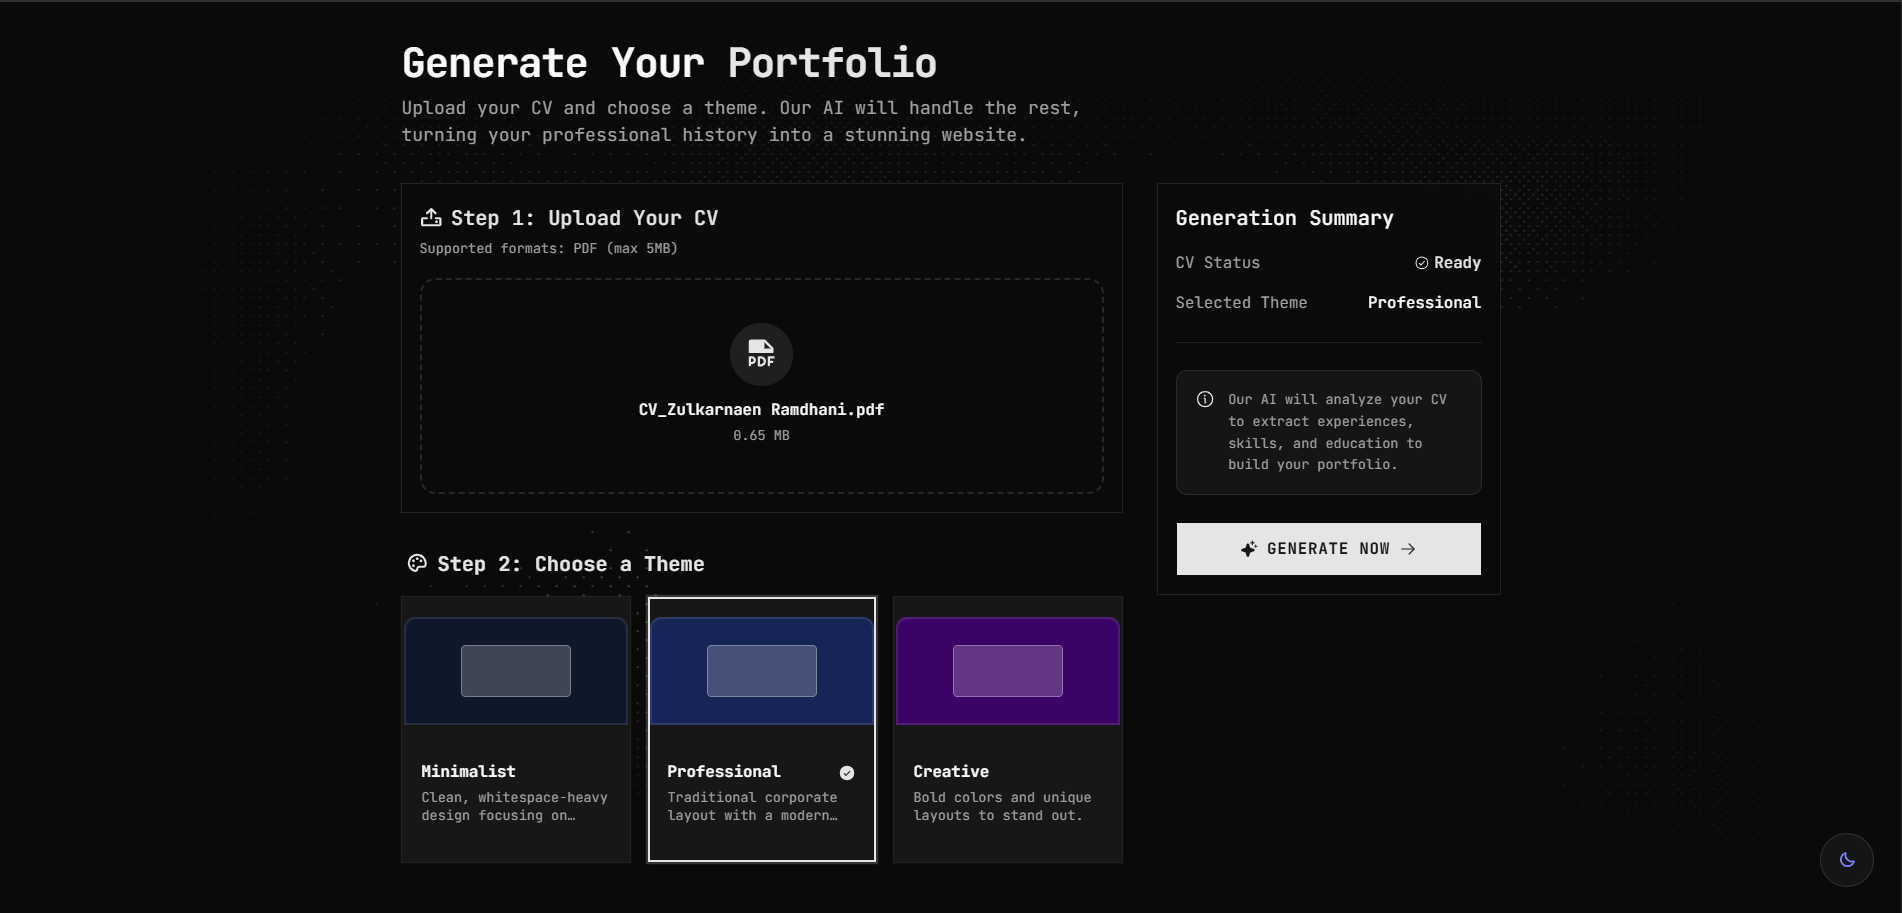 Generate Your Portfolio
Upload your CV and choose a theme. Our AI will handle the rest,
turning your professional history into a stunning website.
Step 1: Upload Your CV
Supported formats: PDF (max 5MB)
PDF
CV_Zulkarnaen Ramdhani.pdf
0.65 MB
Step 2: Choose a Theme
Minimalist
Clean, whitespace-heavy
design focusing on…
Professional
Traditional corporate
layout with a modern…
Creative
Bold colors and unique
layouts to stand out.
Generation Summary
CV Status Ready
Selected Theme Professional
Our AI will analyze your CV
to extract experiences,
skills, and education to
build your portfolio.
GENERATE NOW →